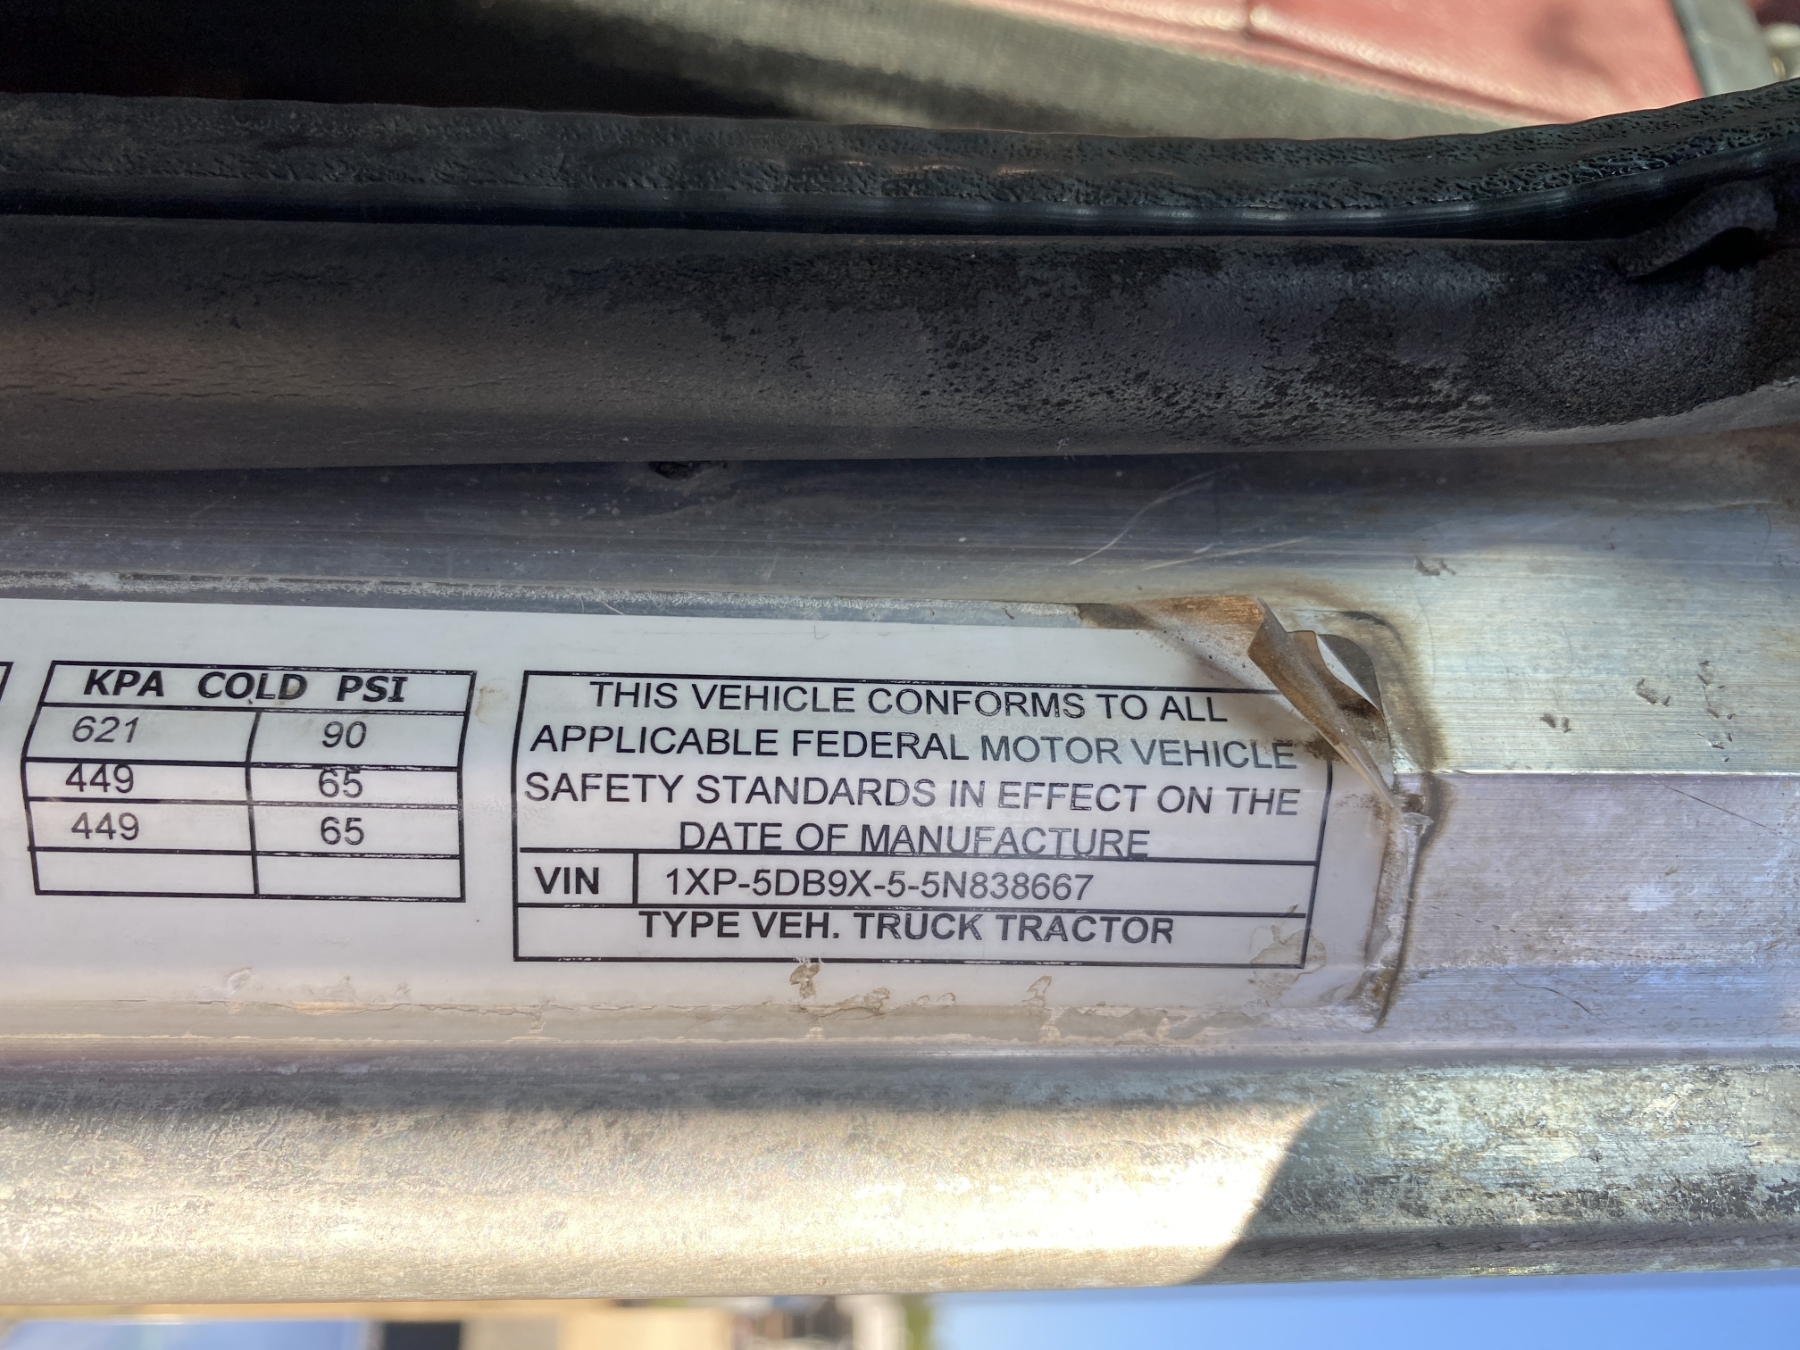 KPA COLD PSI
621 90
449 65
449 65
THIS VEHICLE CONFORMS TO ALL
APPLICABLE FEDERAL MOTOR VEHICLE
SAFETY STANDARDS IN EFFECT ON THE
DATE OF MANUFACTURE
VIN 1XP-5DB9X-5-5N838667
TYPE VEH. TRUCK TRACTOR